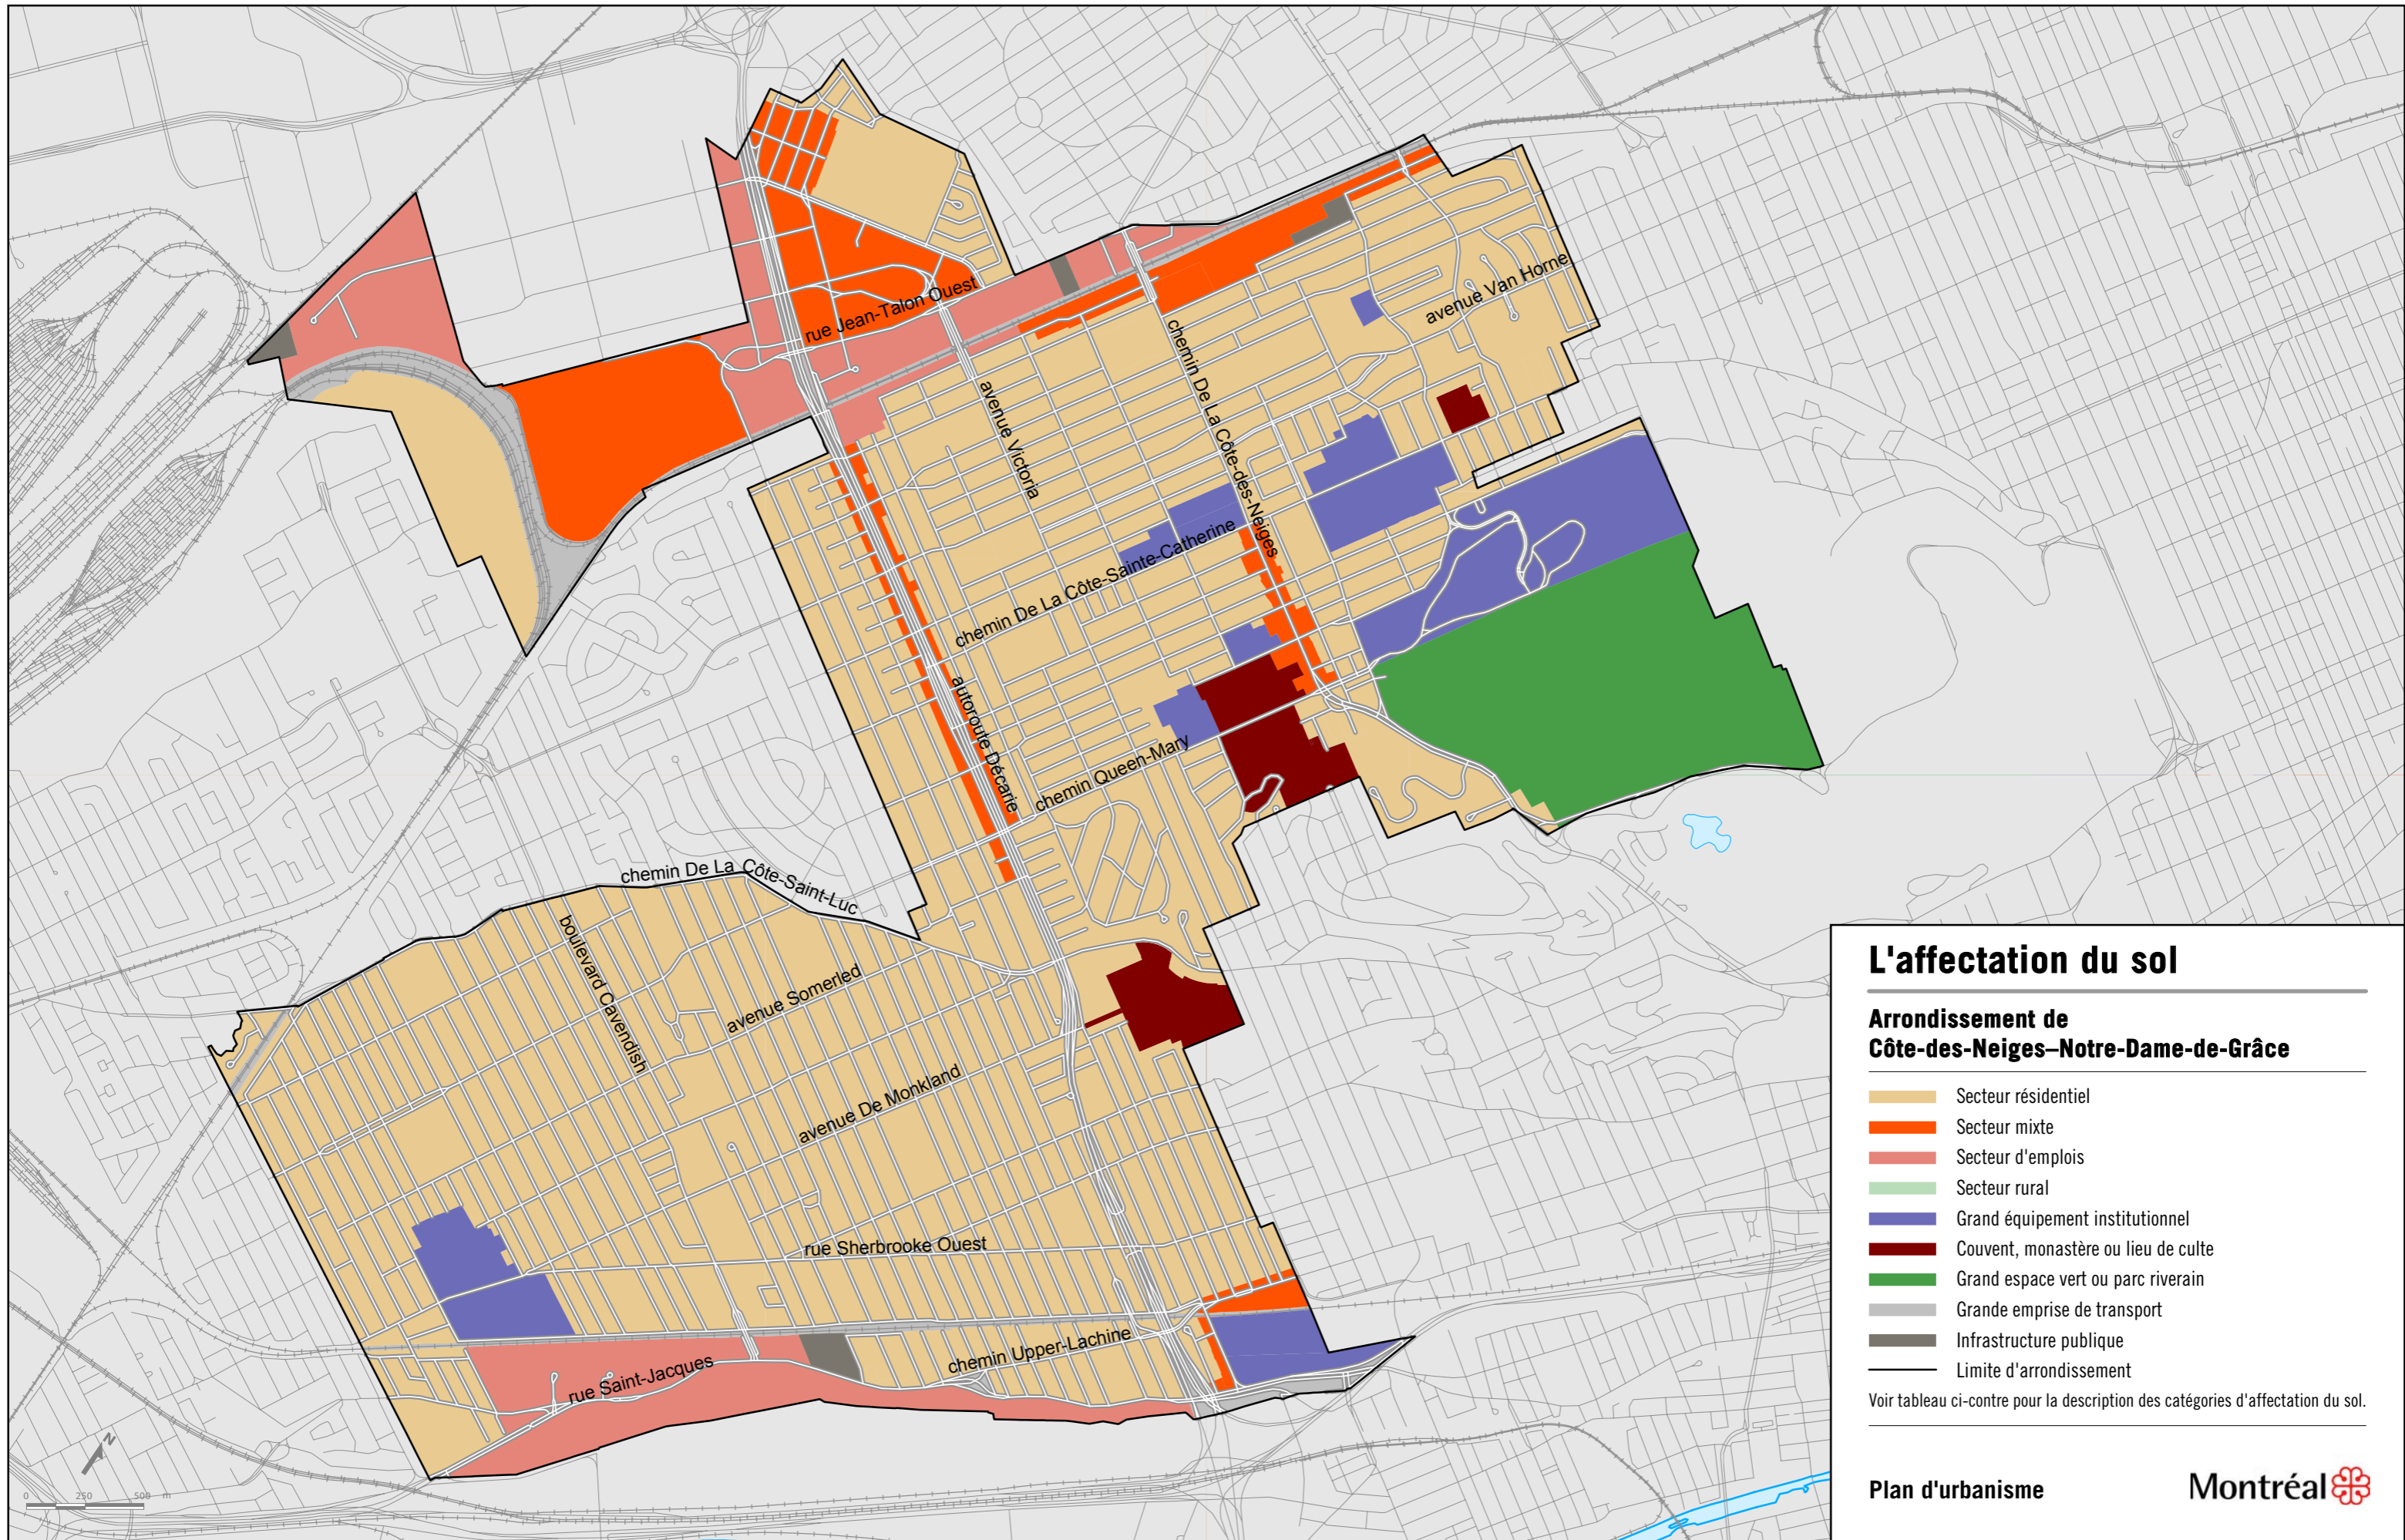 rue Jean-Talon Ouest
avenue Van Horne
chemin De La Côte-des-Neiges
avenue Victoria
chemin De La Côte-Sainte-Catherine
autoroute Décarie
chemin Queen-Mary
chemin De La Côte-Saint-Luc
boulevard Cavendish
avenue Somerled
avenue De Monkland
rue Sherbrooke Ouest
chemin Upper-Lachine
rue Saint-Jacques
N
0 250 500 m
L'affectation du sol
Arrondissement de
Côte-des-Neiges–Notre-Dame-de-Grâce
Secteur résidentiel
Secteur mixte
Secteur d'emplois
Secteur rural
Grand équipement institutionnel
Couvent, monastère ou lieu de culte
Grand espace vert ou parc riverain
Grande emprise de transport
Infrastructure publique
Limite d'arrondissement
Voir tableau ci-contre pour la description des catégories d'affectation du sol.
Plan d'urbanisme
Montréal